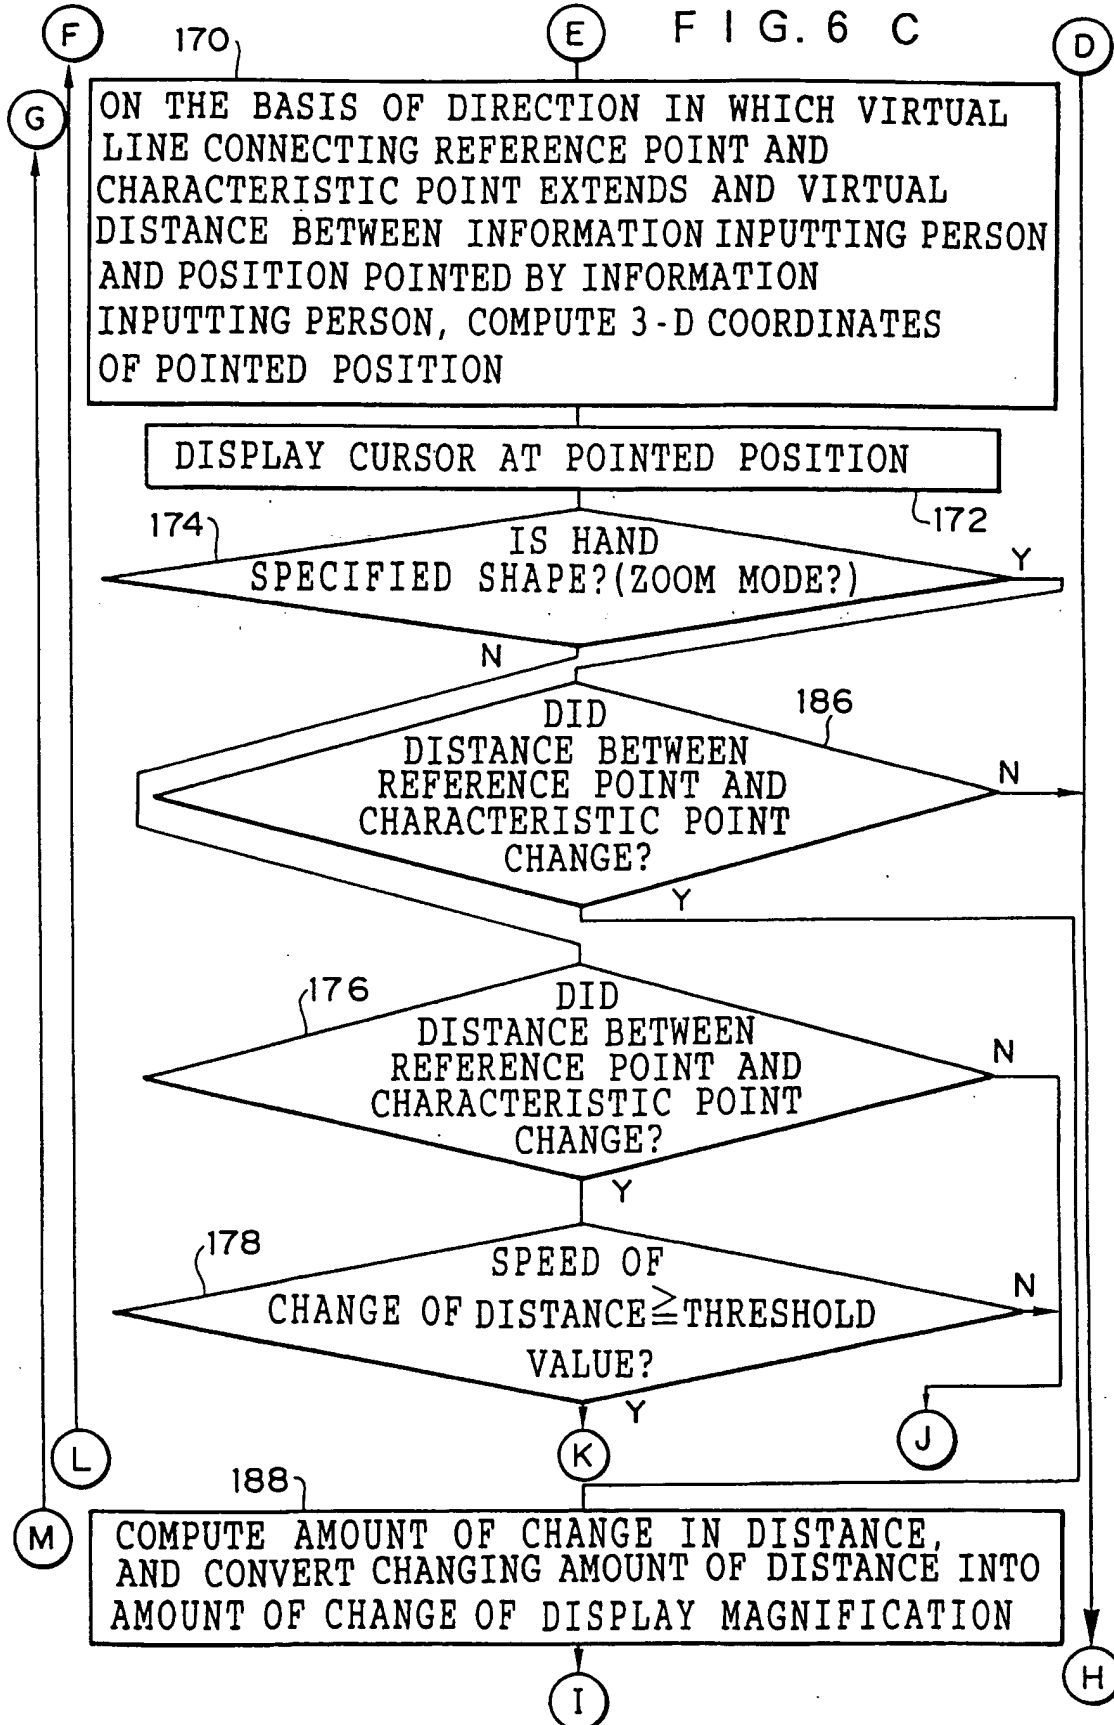 FIG. 6 C
F
E
D
G
170
ON THE BASIS OF DIRECTION IN WHICH VIRTUAL
LINE CONNECTING REFERENCE POINT AND
CHARACTERISTIC POINT EXTENDS AND VIRTUAL
DISTANCE BETWEEN INFORMATION INPUTTING PERSON
AND POSITION POINTED BY INFORMATION
INPUTTING PERSON, COMPUTE 3-D COORDINATES
OF POINTED POSITION
DISPLAY CURSOR AT POINTED POSITION
172
174
IS HAND
SPECIFIED SHAPE?(ZOOM MODE?)
Y
N
186
DID
DISTANCE BETWEEN
REFERENCE POINT AND
CHARACTERISTIC POINT
CHANGE?
N
Y
176
DID
DISTANCE BETWEEN
REFERENCE POINT AND
CHARACTERISTIC POINT
CHANGE?
N
Y
178
SPEED OF
CHANGE OF DISTANCE≧THRESHOLD
VALUE?
N
Y
L
K
J
188
M
COMPUTE AMOUNT OF CHANGE IN DISTANCE,
AND CONVERT CHANGING AMOUNT OF DISTANCE INTO
AMOUNT OF CHANGE OF DISPLAY MAGNIFICATION
I
H